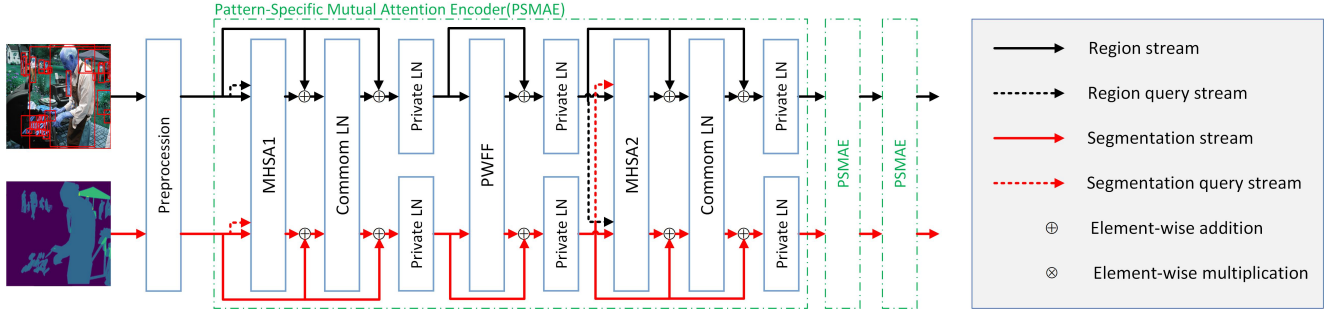 Pattern-Specific Mutual Attention Encoder(PSMAE)
Preprocession
MHSA1
Commom LN
Private LN
Private LN
PWFF
Private LN
Private LN
MHSA2
Commom LN
Private LN
Private LN
PSMAE
PSMAE
Region stream
Region query stream
Segmentation stream
Segmentation query stream
Element-wise addition
Element-wise multiplication